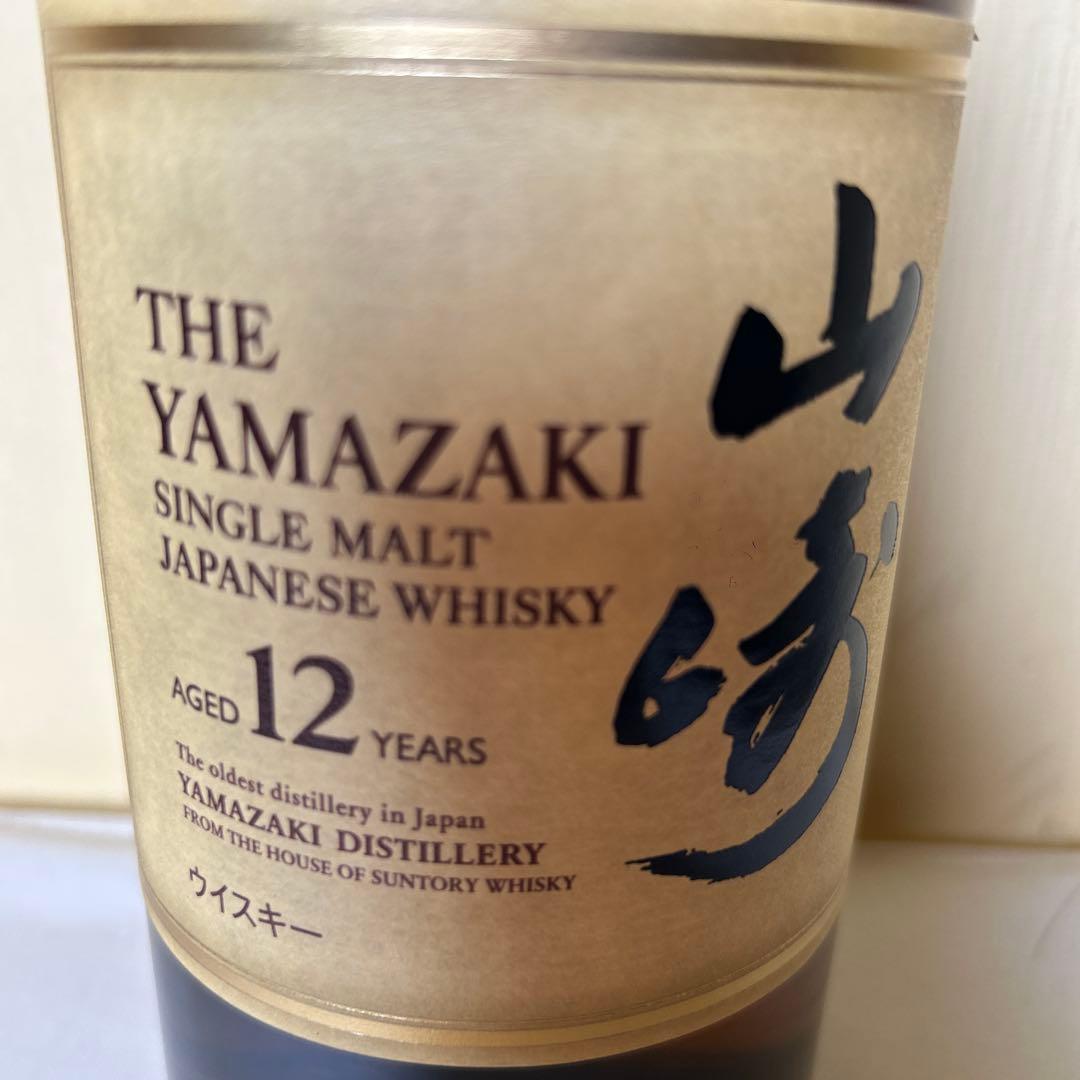 THE
YAMAZAKI
SINGLE MALT
JAPANESE WHISKY
AGED 12 YEARS
The oldest distillery in Japan
YAMAZAKI DISTILLERY
FROM THE HOUSE OF SUNTORY WHISKY
ウイスキー
山崎